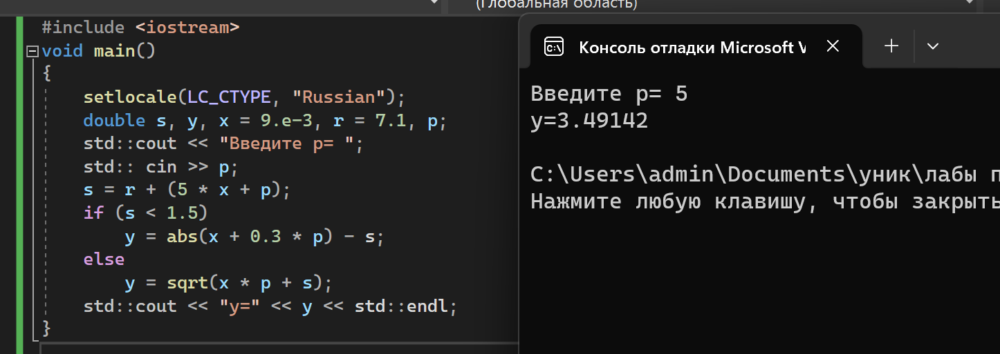 (Глобальная область)
#include <iostream>
void main()
{
setlocale(LC_CTYPE, "Russian");
double s, y, x = 9.e-3, r = 7.1, p;
std::cout << "Введите p= ";
std:: cin >> p;
s = r + (5 * x + p);
if (s < 1.5)
y = abs(x + 0.3 * p) - s;
else
y = sqrt(x * p + s);
std::cout << "y=" << y << std::endl;
}
C:\
Консоль отладки Microsoft V
Введите p= 5
y=3.49142
C:\Users\admin\Documents\уник\лабы п
Нажмите любую клавишу, чтобы закрыть